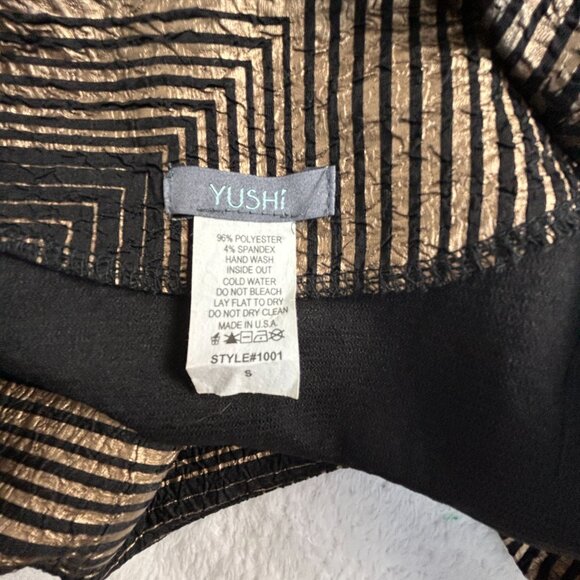 YUSHi
96% POLYESTER
4% SPANDEX
HAND WASH
INSIDE OUT
COLD WATER
DO NOT BLEACH
LAY FLAT TO DRY
DO NOT DRY CLEAN
MADE IN U.S.A.
STYLE#1001
S